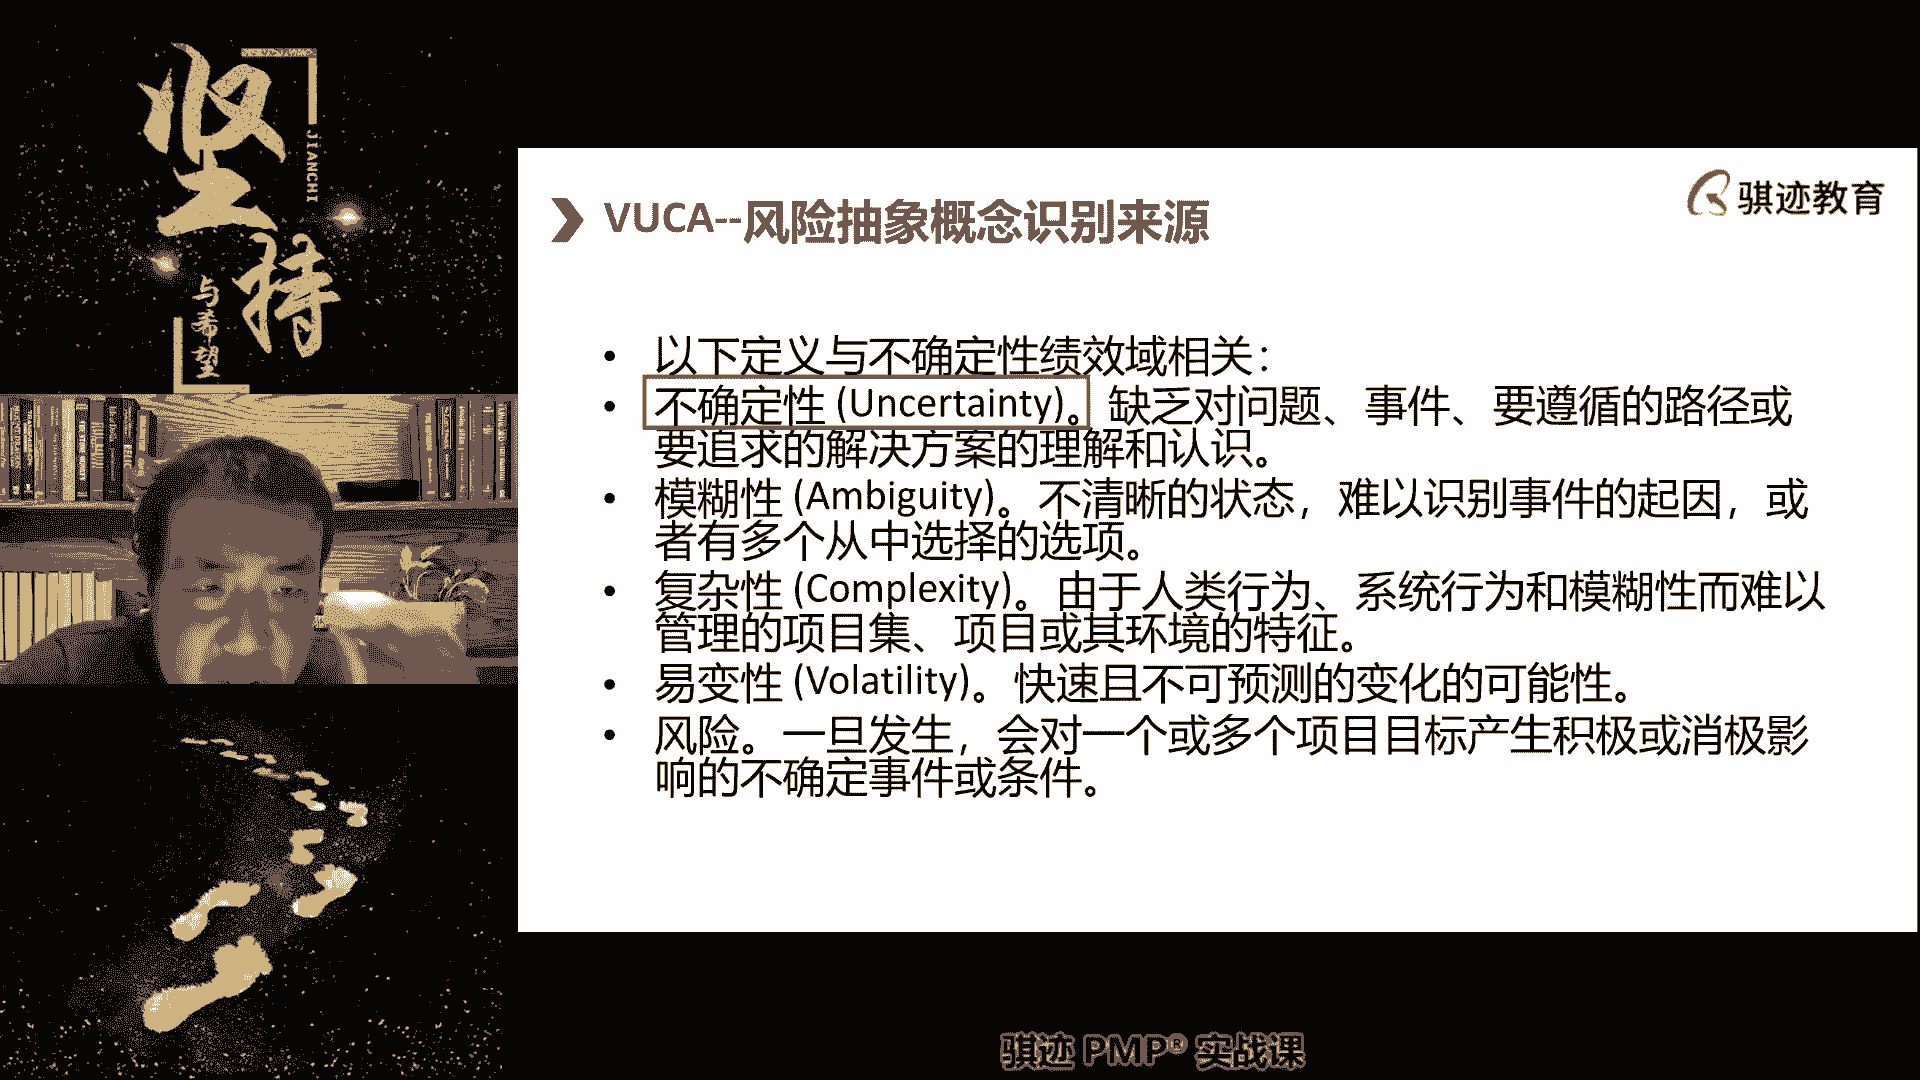 坚持
JIANCHI
与希望
骐迹教育
VUCA--风险抽象概念识别来源
• 以下定义与不确定性绩效域相关：
• 不确定性 (Uncertainty)。缺乏对问题、事件、要遵循的路径或
要追求的解决方案的理解和认识。
• 模糊性 (Ambiguity)。不清晰的状态，难以识别事件的起因，或
者有多个从中选择的选项。
• 复杂性 (Complexity)。由于人类行为、系统行为和模糊性而难以
管理的项目集、项目或其环境的特征。
• 易变性 (Volatility)。快速且不可预测的变化的可能性。
• 风险。一旦发生，会对一个或多个项目目标产生积极或消极影
响的不确定事件或条件。
骐迹 PMP® 实战课